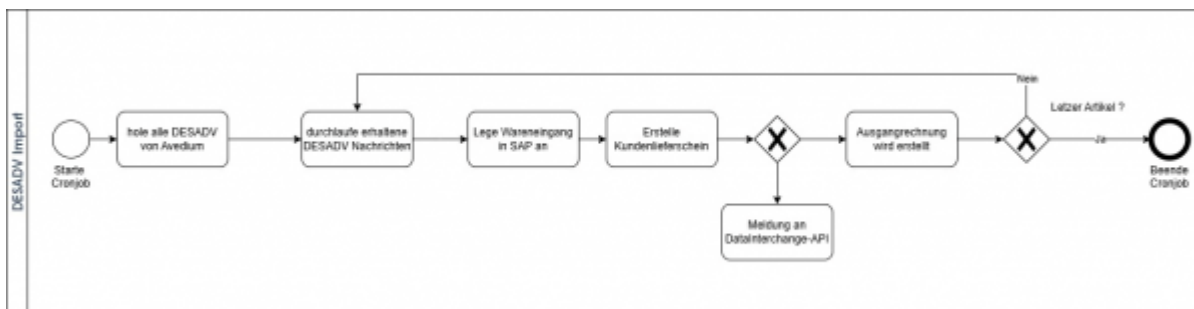 DESADV Import
Starte
Cronjob
hole alle DESADV
von Avedium
durchlaufe erhaltene
DESADV Nachrichten
Lege Wareneingang
in SAP an
Erstelle
Kundenlieferschein
Meldung an
DataInterchange-API
Ausgangrechnung
wird erstellt
Nein
Letzer Artikel ?
Ja
Beende
Cronjob